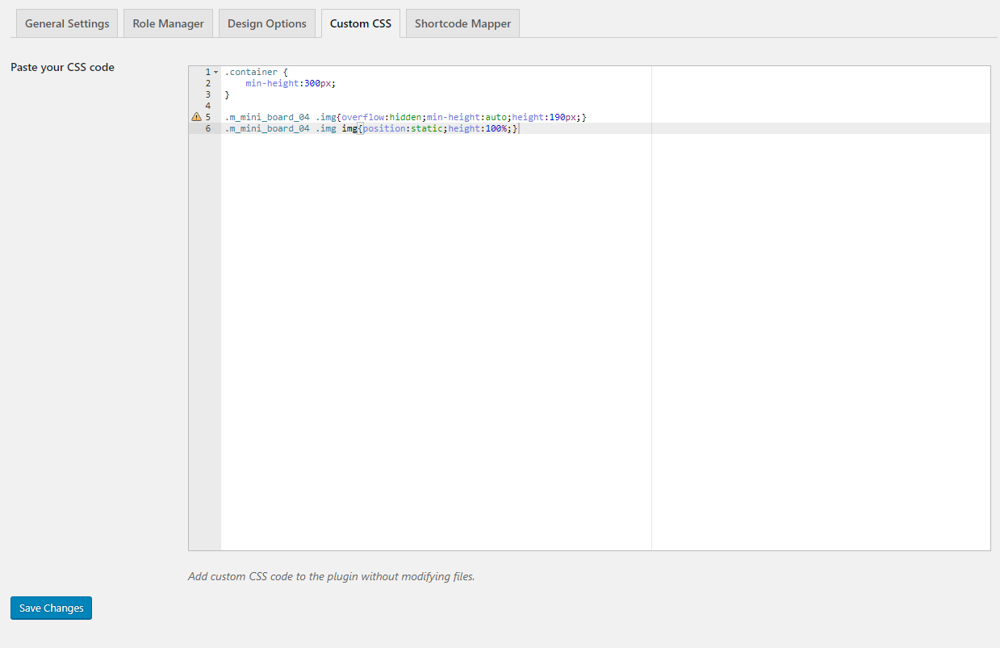 General Settings
Role Manager
Design Options
Custom CSS
Shortcode Mapper
Paste your CSS code
1 .container {
2 min-height:300px;
3 }
4
5 .m_mini_board_04 .img{overflow:hidden;min-height:auto;height:190px;}
6 .m_mini_board_04 .img img{position:static;height:100%;}
Add custom CSS code to the plugin without modifying files.
Save Changes